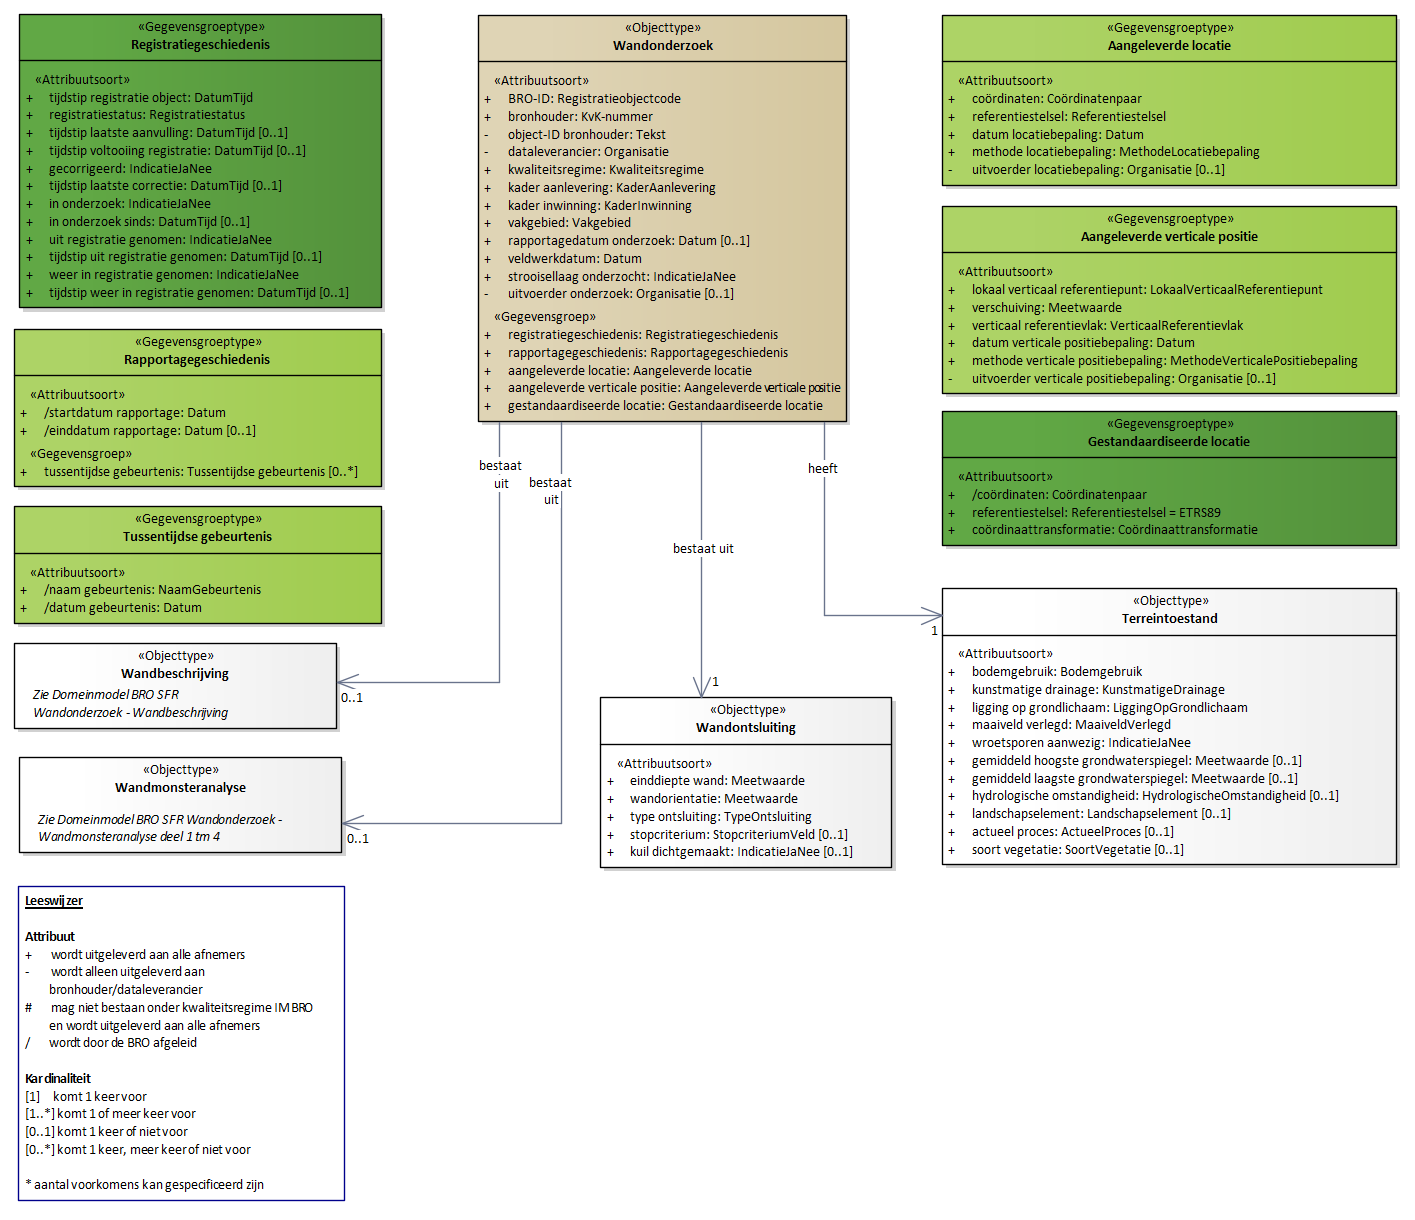 «Gegevensgroeptype»
Registratiegeschiedenis
«Attribuutsoort»
+ tijdstip registratie object: DatumTijd
+ registratiestatus: Registratiestatus
+ tijdstip laatste aanvulling: DatumTijd [0..1]
+ tijdstip voltooiing registratie: DatumTijd [0..1]
+ gecorrigeerd: IndicatieJaNee
+ tijdstip laatste correctie: DatumTijd [0..1]
+ in onderzoek: IndicatieJaNee
+ in onderzoek sinds: DatumTijd [0..1]
+ uit registratie genomen: IndicatieJaNee
+ tijdstip uit registratie genomen: DatumTijd [0..1]
+ weer in registratie genomen: IndicatieJaNee
+ tijdstip weer in registratie genomen: DatumTijd [0..1]
«Gegevensgroeptype»
Rapportagegeschiedenis
«Attribuutsoort»
+ /startdatum rapportage: Datum
+ /einddatum rapportage: Datum [0..1]
«Gegevensgroep»
+ tussentijdse gebeurtenis: Tussentijdse gebeurtenis [0..*]
«Gegevensgroeptype»
Tussentijdse gebeurtenis
«Attribuutsoort»
+ /naam gebeurtenis: NaamGebeurtenis
+ /datum gebeurtenis: Datum
«Objecttype»
Wandbeschrijving
Zie Domeinmodel BRO SFR
Wandonderzoek - Wandbeschrijving
«Objecttype»
Wandmonsteranalyse
Zie Domeinmodel BRO SFR Wandonderzoek -
Wandmonsteranalyse deel 1 tm 4
«Objecttype»
Wandonderzoek
«Attribuutsoort»
+ BRO-ID: Registratieobjectcode
+ bronhouder: KvK-nummer
- object-ID bronhouder: Tekst
- dataleverancier: Organisatie
+ kwaliteitsregime: Kwaliteitsregime
+ kader aanlevering: KaderAanlevering
+ kader inwinning: KaderInwinning
+ vakgebied: Vakgebied
+ rapportagedatum onderzoek: Datum [0..1]
+ veldwerkdatum: Datum
+ strooisellaag onderzocht: IndicatieJaNee
- uitvoerder onderzoek: Organisatie [0..1]
«Gegevensgroep»
+ registratiegeschiedenis: Registratiegeschiedenis
+ rapportagegeschiedenis: Rapportagegeschiedenis
+ aangeleverde locatie: Aangeleverde locatie
+ aangeleverde verticale positie: Aangeleverde verticale positie
+ gestandaardiseerde locatie: Gestandaardiseerde locatie
bestaat
uit
0..1
bestaat
uit
0..1
bestaat uit
1
heeft
1
«Objecttype»
Wandontsluiting
«Attribuutsoort»
+ einddiepte wand: Meetwaarde
+ wandorientatie: Meetwaarde
+ type ontsluiting: TypeOntsluiting
+ stopcriterium: StopcriteriumVeld [0..1]
+ kuil dichtgemaakt: IndicatieJaNee [0..1]
«Gegevensgroeptype»
Aangeleverde locatie
«Attribuutsoort»
+ coördinaten: Coördinatenpaar
+ referentiestelsel: Referentiestelsel
+ datum locatiebepaling: Datum
+ methode locatiebepaling: MethodeLocatiebepaling
- uitvoerder locatiebepaling: Organisatie [0..1]
«Gegevensgroeptype»
Aangeleverde verticale positie
«Attribuutsoort»
+ lokaal verticaal referentiepunt: LokaalVerticaalReferentiepunt
+ verschuiving: Meetwaarde
+ verticaal referentievlak: VerticaalReferentievlak
+ datum verticale positiebepaling: Datum
+ methode verticale positiebepaling: MethodeVerticalePositiebepaling
- uitvoerder verticale positiebepaling: Organisatie [0..1]
«Gegevensgroeptype»
Gestandaardiseerde locatie
«Attribuutsoort»
+ /coördinaten: Coördinatenpaar
+ referentiestelsel: Referentiestelsel = ETRS89
+ coördinaattransformatie: Coördinaattransformatie
«Objecttype»
Terreintoestand
«Attribuutsoort»
+ bodemgebruik: Bodemgebruik
+ kunstmatige drainage: KunstmatigeDrainage
+ ligging op grondlichaam: LiggingOpGrondlichaam
+ maaiveld verlegd: MaaiveldVerlegd
+ wroetsporen aanwezig: IndicatieJaNee
+ gemiddeld hoogste grondwaterspiegel: Meetwaarde [0..1]
+ gemiddeld laagste grondwaterspiegel: Meetwaarde [0..1]
+ hydrologische omstandigheid: HydrologischeOmstandigheid [0..1]
+ landschapselement: Landschapselement [0..1]
+ actueel proces: ActueelProces [0..1]
+ soort vegetatie: SoortVegetatie [0..1]
Leeswijzer
Attribuut
+ wordt uitgeleverd aan alle afnemers
- wordt alleen uitgeleverd aan
bronhouder/dataleverancier
# mag niet bestaan onder kwaliteitsregime IMBRO
en wordt uitgeleverd aan alle afnemers
/ wordt door de BRO afgeleid
Kardinaliteit
[1] komt 1 keer voor
[1..*] komt 1 of meer keer voor
[0..1] komt 1 keer of niet voor
[0..*] komt 1 keer, meer keer of niet voor
* aantal voorkomens kan gespecificeerd zijn